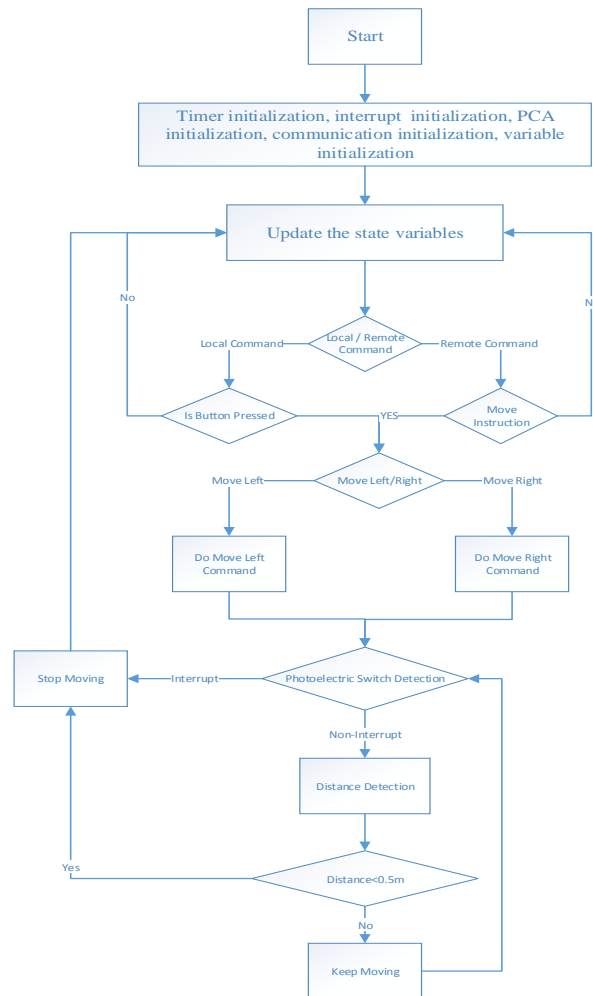 Start
Timer initialization, interrupt initialization, PCA
initialization, communication initialization, variable
initialization
Update the state variables
No
N
Local / Remote
Command
Local Command
Remote Command
Is Button Pressed
YES
Move
Instruction
Move Left
Move Left/Right
Move Right
Do Move Left
Command
Do Move Right
Command
Stop Moving
Interrupt
Photoelectric Switch Detection
Non-Interrupt
Distance Detection
Yes
Distance<0.5m
No
Keep Moving